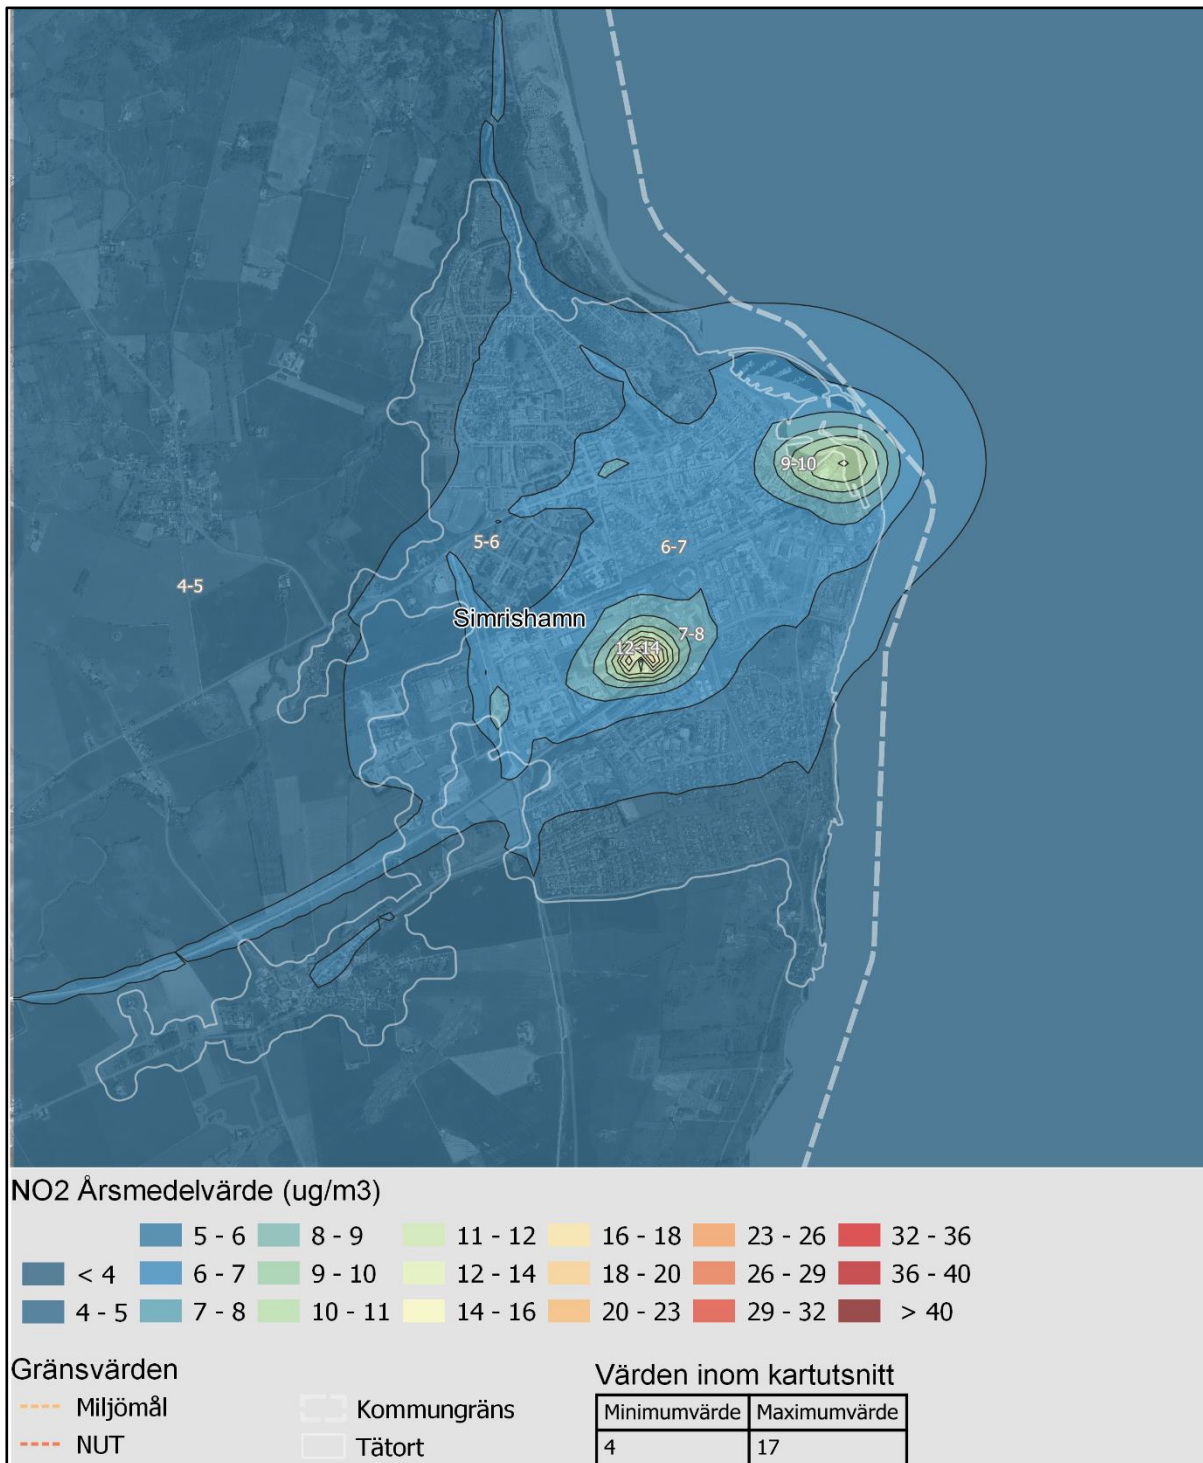 9-10
5-6
6-7
4-5
Simrishamn
7-8
12-14
NO2 Årsmedelvärde (ug/m3)
5 - 6 8 - 9 11 - 12 16 - 18 23 - 26 32 - 36
< 4 6 - 7 9 - 10 12 - 14 18 - 20 26 - 29 36 - 40
4 - 5 7 - 8 10 - 11 14 - 16 20 - 23 29 - 32 > 40
Gränsvärden
Miljömål
NUT
Kommungräns
Tätort
Värden inom kartutsnitt
Minimumvärde Maximumvärde
4 17